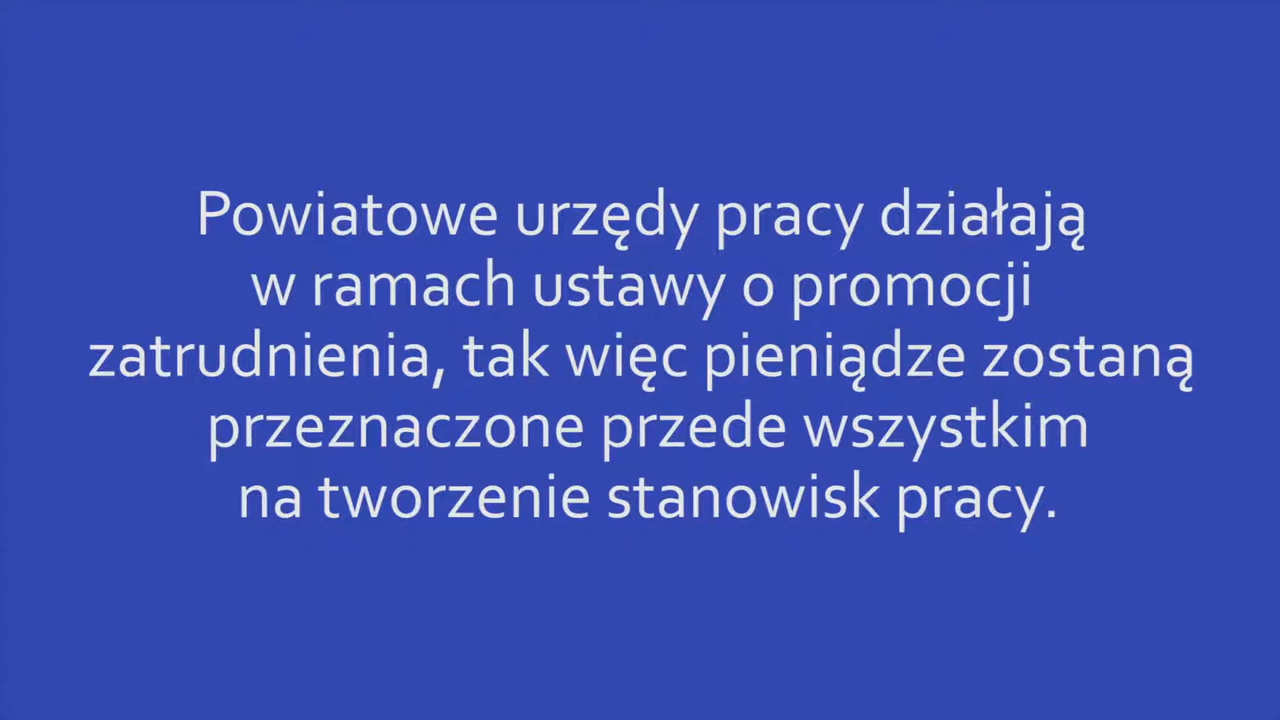 Powiatowe urzędy pracy działają
w ramach ustawy o promocji
zatrudnienia, tak więc pieniądze zostaną
przeznaczone przede wszystkim
na tworzenie stanowisk pracy.